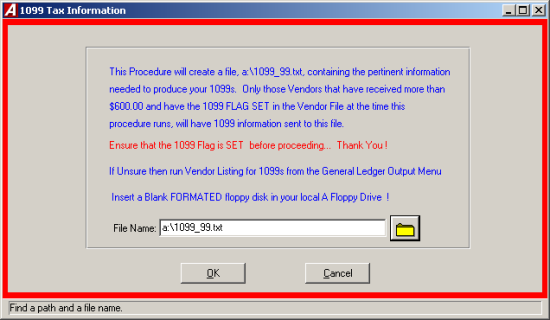 1099 Tax Information
This Procedure will create a file, a:\1099_99.txt, containing the pertinent information
needed to produce your 1099s. Only those Vendors that have received more than
$600.00 and have the 1099 FLAG SET in the Vendor File at the time this
procedure runs, will have 1099 information sent to this file.
Ensure that the 1099 Flag is SET before proceeding... Thank You !
If Unsure then run Vendor Listing for 1099s from the General Ledger Output Menu
Insert a Blank FORMATED floppy disk in your local A Floppy Drive !
File Name: a:\1099_99.txt
OK Cancel
Find a path and a file name.